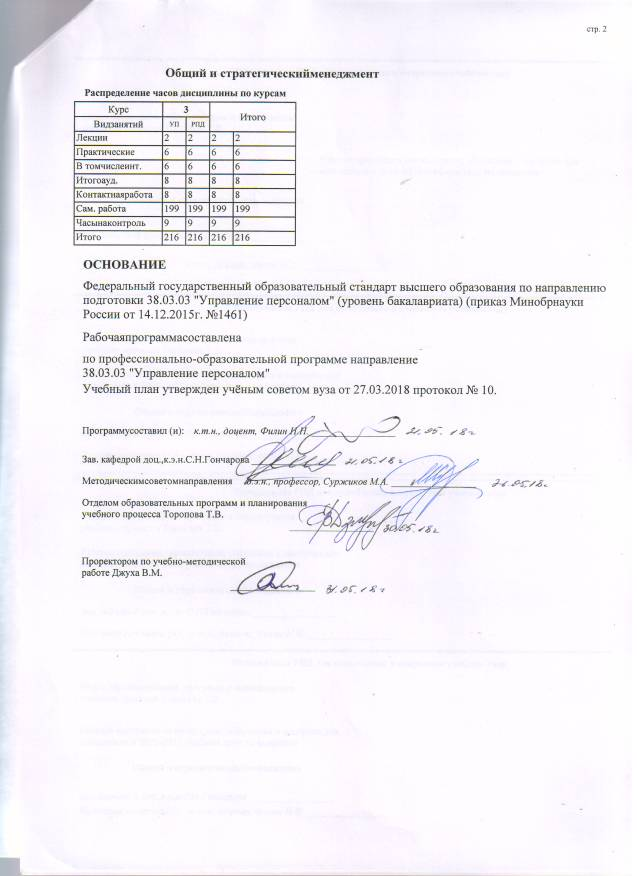 стр. 2
Общий и стратегическийменеджмент
Распределение часов дисциплины по курсам
Курс 3 Итого
Видзанятий УП РПД
Лекции 2 2 2 2
Практические 6 6 6 6
В томчислеинт. 6 6 6 6
Итогоауд. 8 8 8 8
Контактнаяработа 8 8 8 8
Сам. работа 199 199 199 199
Часынаконтроль 9 9 9 9
Итого 216 216 216 216
ОСНОВАНИЕ
Федеральный государственный образовательный стандарт высшего образования по направлению
подготовки 38.03.03 "Управление персоналом" (уровень бакалавриата) (приказ Минобрнауки
России от 14.12.2015г. №1461)
Рабочаяпрограммасоставлена
по профессионально-образовательной программе направление
38.03.03 "Управление персоналом"
Учебный план утвержден учёным советом вуза от 27.03.2018 протокол № 10.
Программусоставил (и): к.т.н., доцент, Филин Н.Н. 21.05.18г
Зав. кафедрой доц.,к.э.н.С.Н.Гончарова 21.05.18г
Методическимсоветомнаправления д.э.н., профессор, Суржиков М.А. 26.05.18г
Отделом образовательных программ и планирования
учебного процесса Торопова Т.В. 30.05.18г
Проректором по учебно-методической
работе Джуха В.М. 31.05.18г